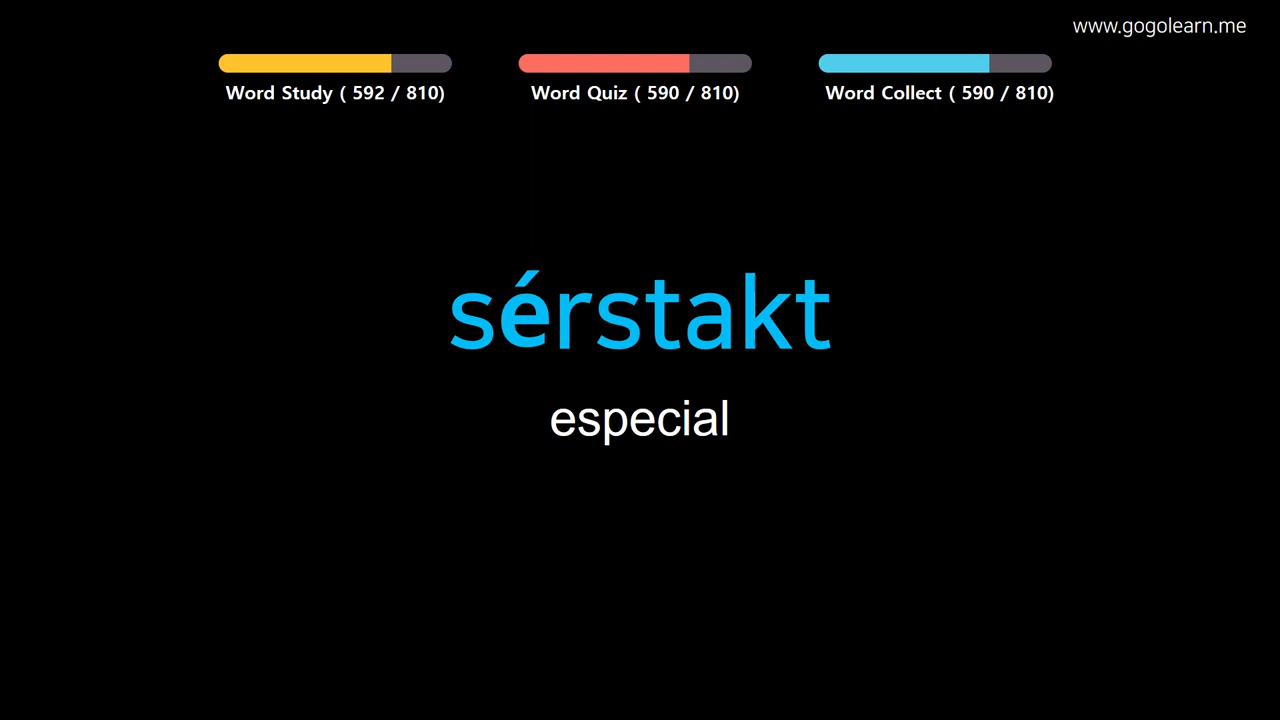 www.gogolearn.me
Word Study ( 592 / 810)
Word Quiz ( 590 / 810)
Word Collect ( 590 / 810)
sérstakt
especial